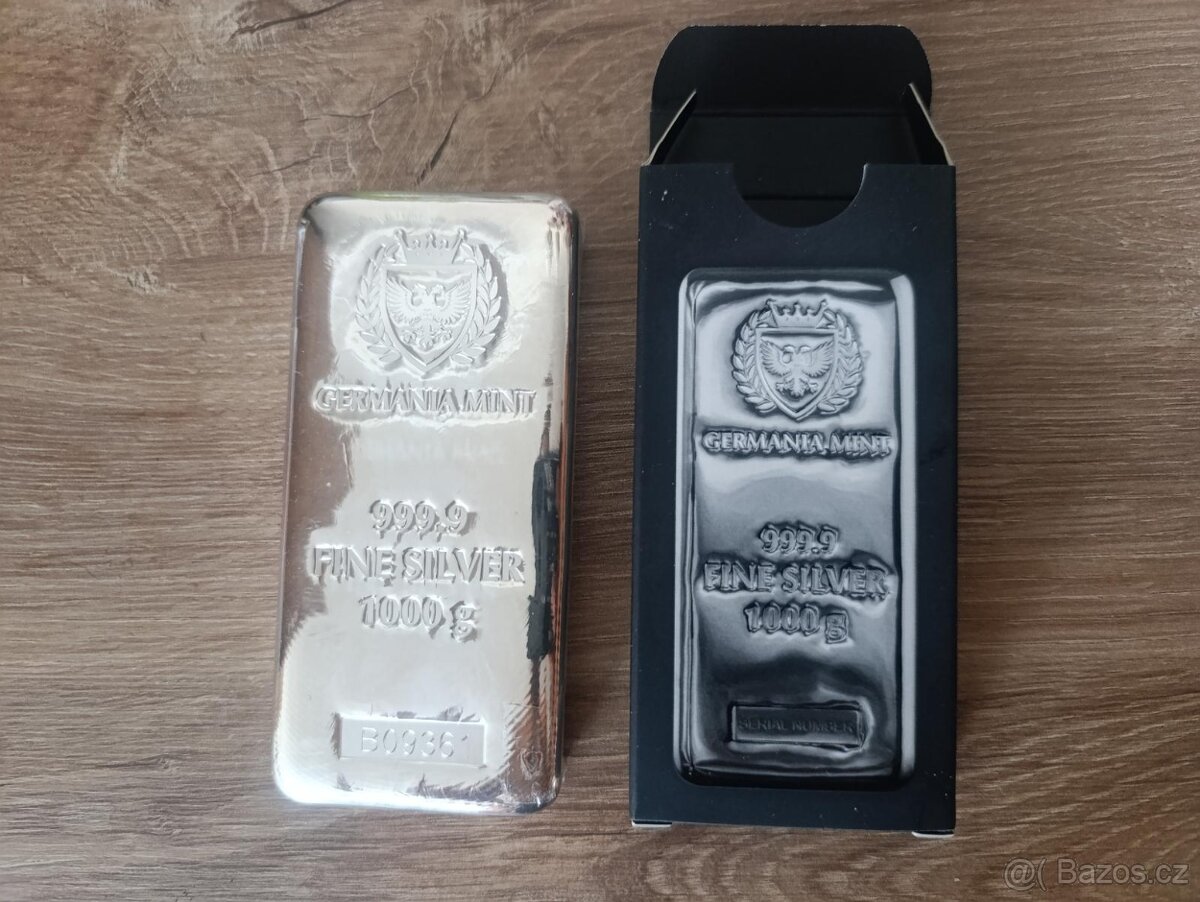 GERMANIA MINT
999.9
FINE SILVER
1000 g
B0936
GERMANIA MINT
999.9
FINE SILVER
1000 g
SERIAL NUMBER
@( Bazos.cz